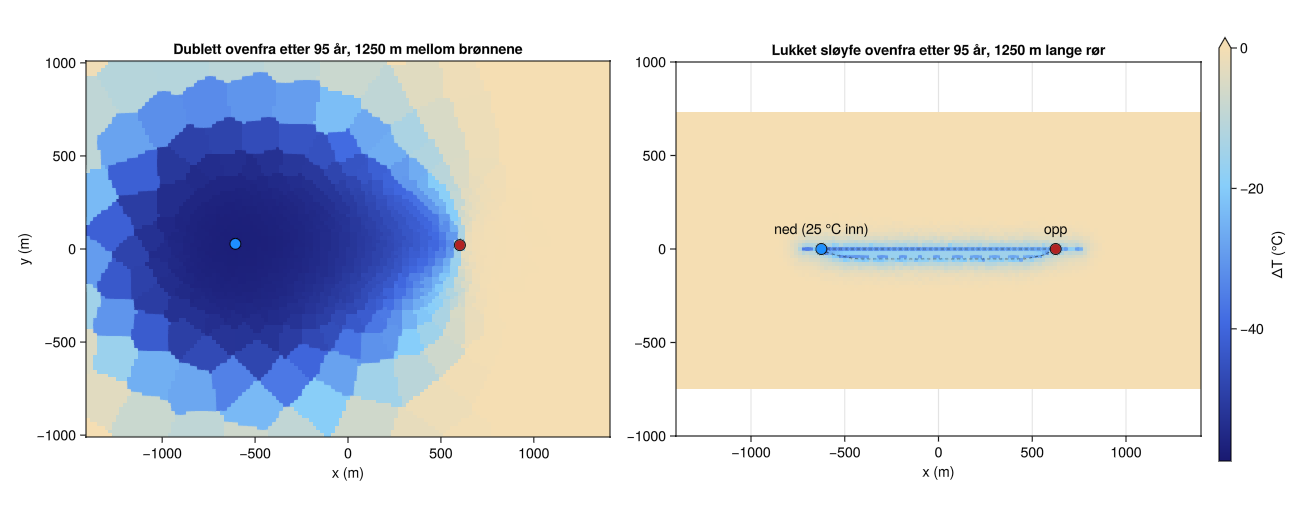 Dublett ovenfra etter 95 år, 1250 m mellom brønnene
1000
500
0
−500
−1000
y (m)
−1000
−500
0
500
1000
x (m)
Lukket sløyfe ovenfra etter 95 år, 1250 m lange rør
1000
500
0
−500
−1000
ned (25 °C inn)
opp
−1000
−500
0
500
1000
x (m)
0
−20
−40
ΔT (°C)